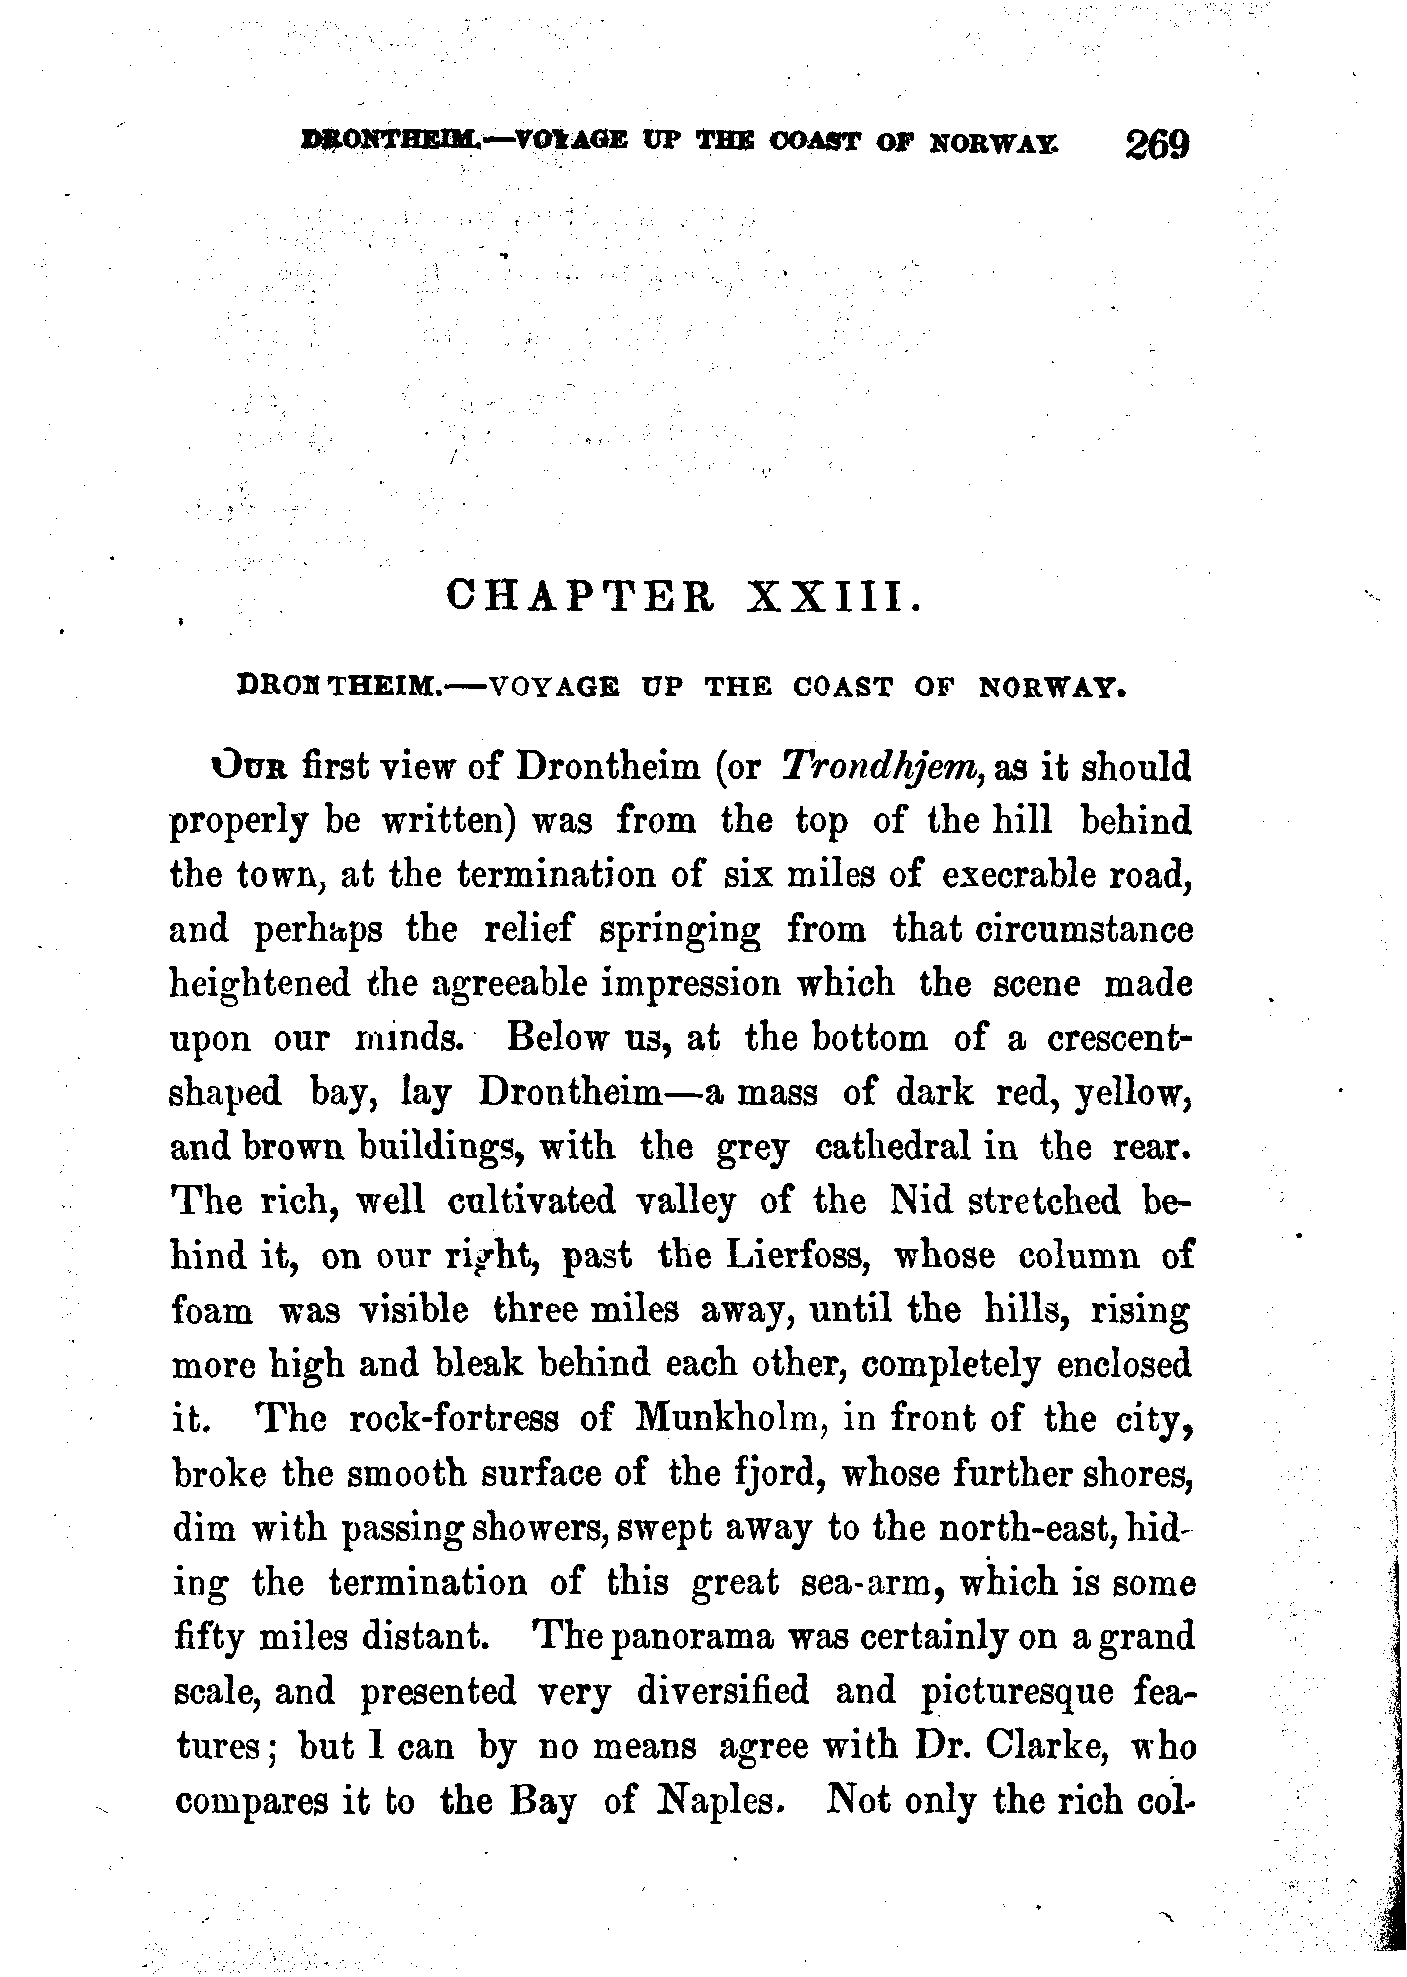 DRONTHEIM.—VOYAGE UP THE COAST OF NORWAY. 269
CHAPTER XXIII.
DRONTHEIM.—VOYAGE UP THE COAST OF NORWAY.
OUR first view of Drontheim (or Trondhjem, as it should
properly be written) was from the top of the hill behind
the town, at the termination of six miles of execrable road,
and perhaps the relief springing from that circumstance
heightened the agreeable impression which the scene made
upon our minds. Below us, at the bottom of a crescent-
shaped bay, lay Drontheim—a mass of dark red, yellow,
and brown buildings, with the grey cathedral in the rear.
The rich, well cultivated valley of the Nid stretched be-
hind it, on our right, past the Lierfoss, whose column of
foam was visible three miles away, until the hills, rising
more high and bleak behind each other, completely enclosed
it. The rock-fortress of Munkholm, in front of the city,
broke the smooth surface of the fjord, whose further shores,
dim with passing showers, swept away to the north-east, hid-
ing the termination of this great sea-arm, which is some
fifty miles distant. The panorama was certainly on a grand
scale, and presented very diversified and picturesque fea-
tures; but I can by no means agree with Dr. Clarke, who
compares it to the Bay of Naples. Not only the rich col-